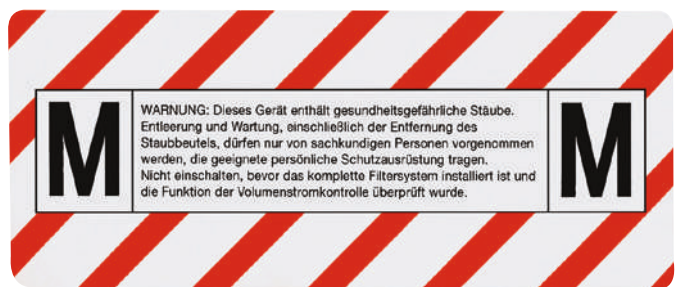 M
WARNUNG: Dieses Gerät enthält gesundheitsgefährliche Stäube.
Entleerung und Wartung, einschließlich der Entfernung des
Staubbeutels, dürfen nur von sachkundigen Personen vorgenommen
werden, die geeignete persönliche Schutzausrüstung tragen.
Nicht einschalten, bevor das komplette Filtersystem installiert ist und
die Funktion der Volumenstromkontrolle überprüft wurde.
M